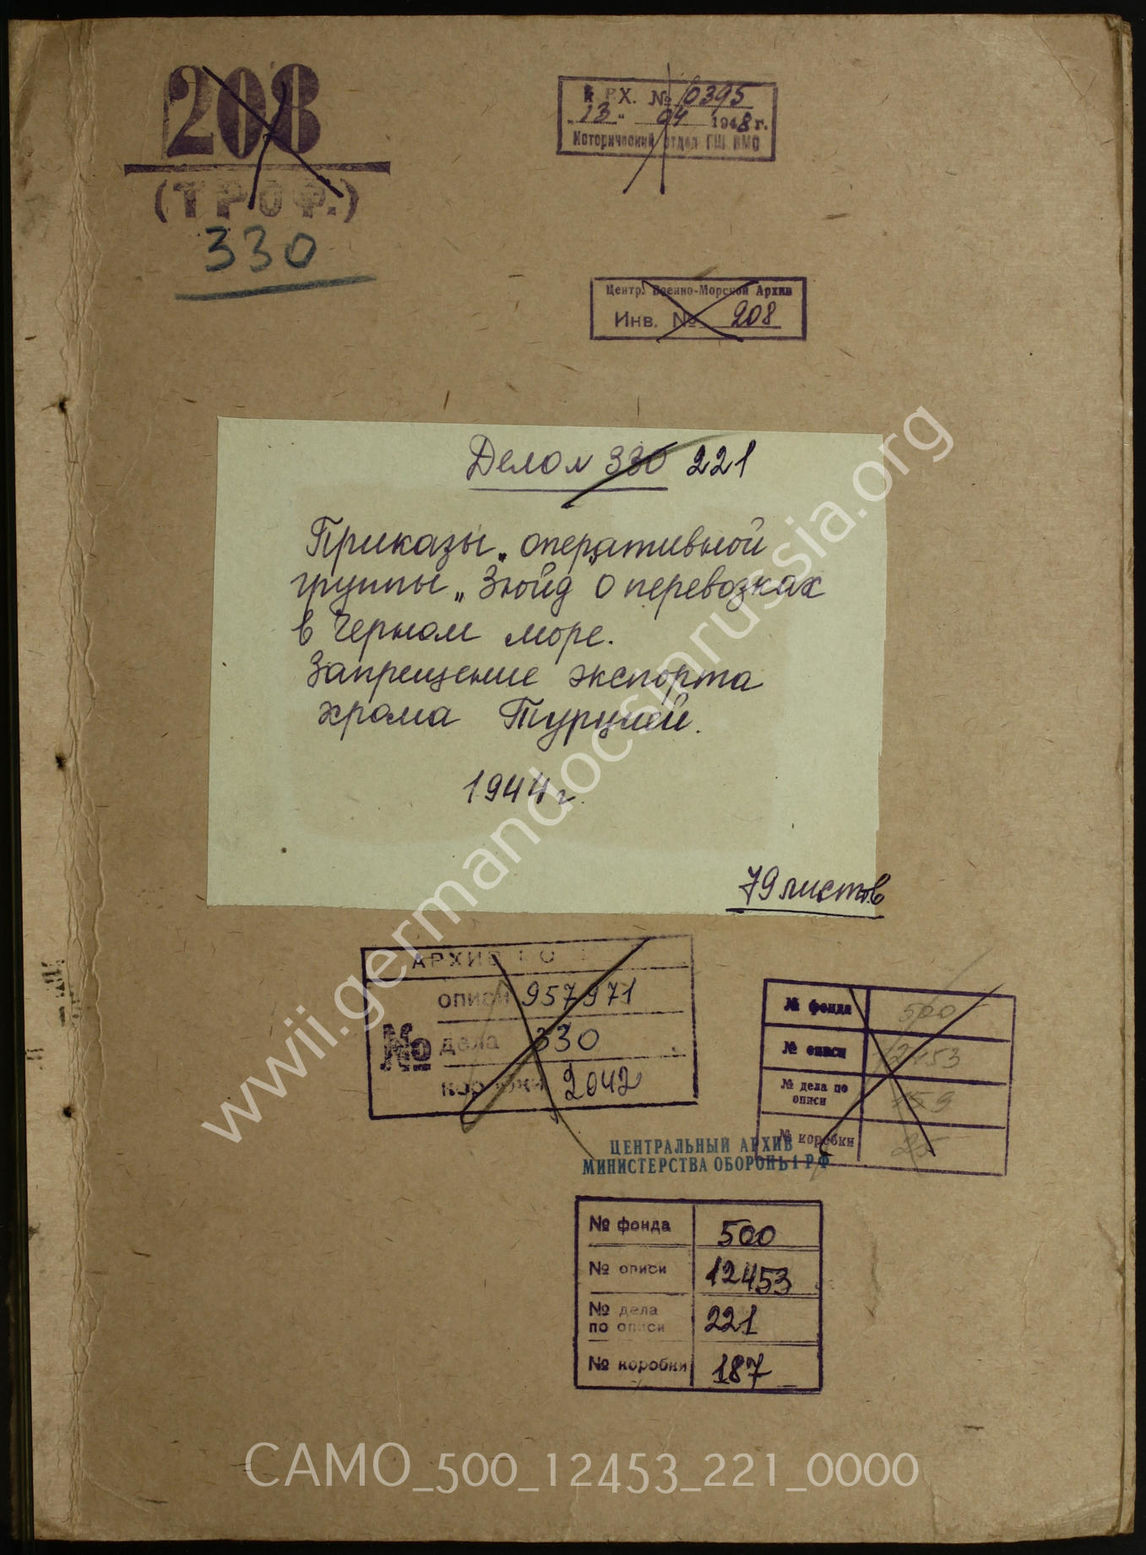 208
(ТРОФ.)
330
ВХ. № 10395
"13" 04 1948 г.
Исторический отдел ГШ ВМС
Центр. Военно-Морской Архив
Инв. № 208
Дело № 330 221
Приказы „оперативной
группы „Зюйд о перевозках
в Черном море.
Запрещение экспорта
хрома Турцией.
1944 г.
79 листов
АРХИВ
№
описи 957971
дела 330
коробки 2042
№ фонда 500
№ описи 12453
№ дела по
описи
№ коробки 25
ЦЕНТРАЛЬНЫЙ АРХИВ
МИНИСТЕРСТВА ОБОРОНЫ РФ
№ фонда 500
№ описи 12453
№ дела
по описи 221
№ коробки 187
wwii.germandocsinrussia.org
CAMO_500_12453_221_0000